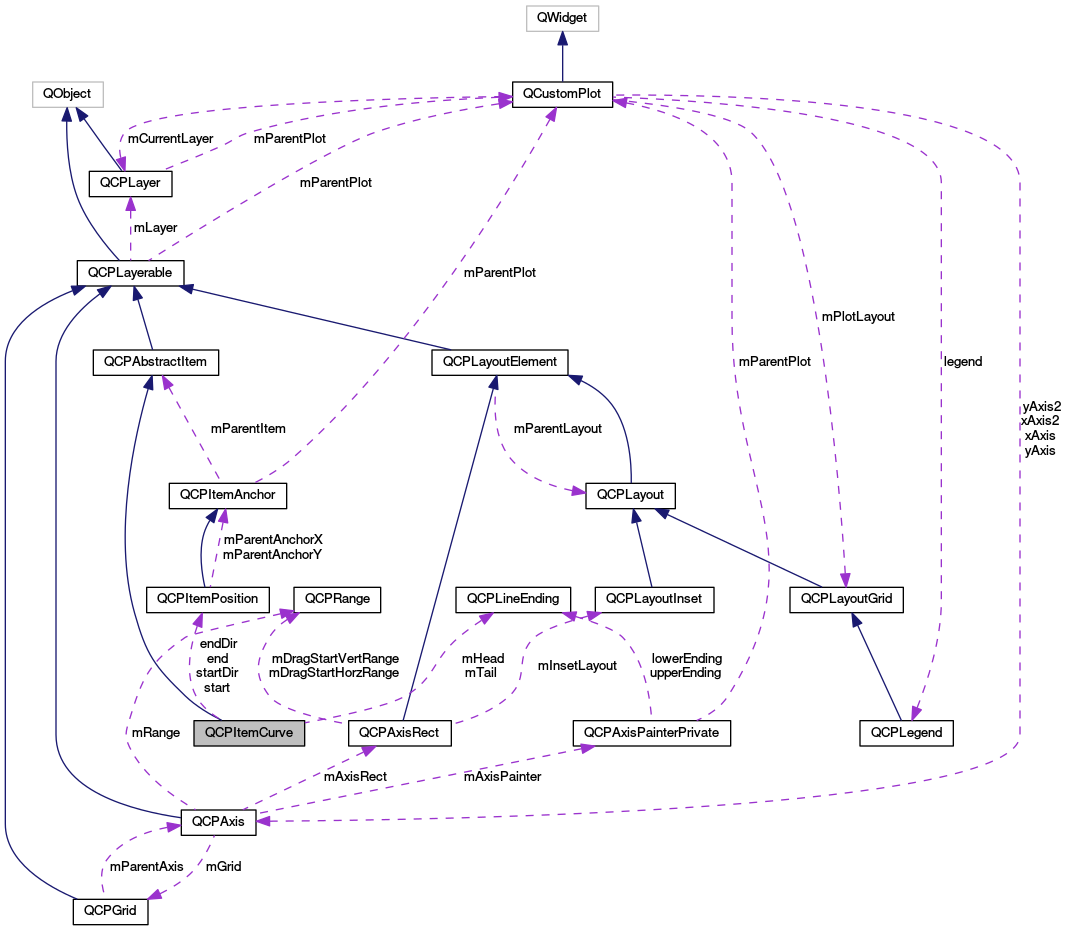 QWidget
QObject
QCustomPlot
mCurrentLayer
mParentPlot
QCPLayer
mParentPlot
mLayer
QCPLayerable
mParentPlot
mPlotLayout
QCPAbstractItem
QCPLayoutElement
mParentPlot
legend
yAxis2
xAxis2
xAxis
yAxis
mParentItem
mParentLayout
QCPItemAnchor
QCPLayout
mParentAnchorX
mParentAnchorY
QCPItemPosition
QCPRange
QCPLineEnding
QCPLayoutInset
QCPLayoutGrid
endDir
end
startDir
start
mDragStartVertRange
mDragStartHorzRange
mHead
mTail
mInsetLayout
lowerEnding
upperEnding
mRange
QCPItemCurve
QCPAxisRect
QCPAxisPainterPrivate
QCPLegend
mAxisRect
mAxisPainter
QCPAxis
mParentAxis
mGrid
QCPGrid